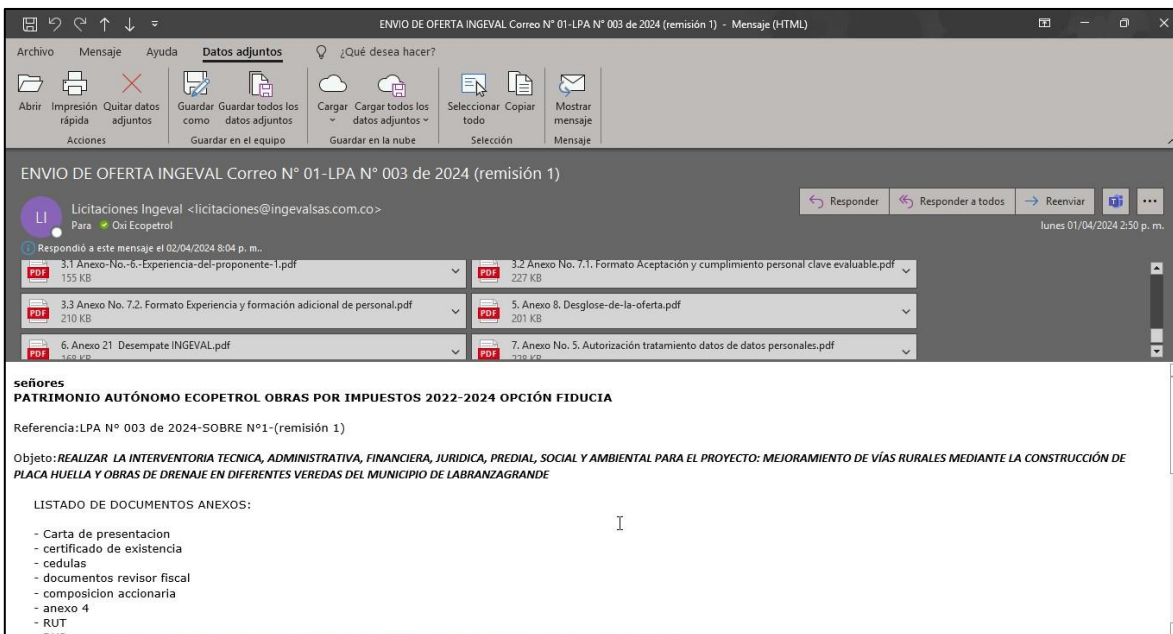 ENVIO DE OFERTA INGEVAL Correo N° 01-LPA N° 003 de 2024 (remisión 1) - Mensaje (HTML)
Archivo Mensaje Ayuda Datos adjuntos ¿Qué desea hacer?
Abrir Impresión rápida Quitar datos adjuntos Guardar como Guardar todos los datos adjuntos Cargar Cargar todos los datos adjuntos Seleccionar todo Copiar Mostrar mensaje
Acciones Guardar en el equipo Guardar en la nube Selección Mensaje
ENVIO DE OFERTA INGEVAL Correo N° 01-LPA N° 003 de 2024 (remisión 1)
LI
Licitaciones Ingeval <licitaciones@ingevalsas.com.co>
Para Oxi Ecopetrol
Responder Responder a todos Reenviar
lunes 01/04/2024 2:50 p. m.
Respondió a este mensaje el 02/04/2024 8:04 p. m..
PDF 3.1 Anexo-No.-6.-Experiencia-del-proponente-1.pdf
155 KB
PDF 3.2 Anexo No. 7.1. Formato Aceptación y cumplimiento personal clave evaluable.pdf
227 KB
PDF 3.3 Anexo No. 7.2. Formato Experiencia y formación adicional de personal.pdf
210 KB
PDF 5. Anexo 8. Desglose-de-la-oferta.pdf
201 KB
PDF 6. Anexo 21 Desempate INGEVAL.pdf
PDF 7. Anexo No. 5. Autorización tratamiento datos de datos personales.pdf
señores
PATRIMONIO AUTÓNOMO ECOPETROL OBRAS POR IMPUESTOS 2022-2024 OPCIÓN FIDUCIA
Referencia:LPA Nº 003 de 2024-SOBRE Nº1-(remisión 1)
Objeto:REALIZAR LA INTERVENTORIA TECNICA, ADMINISTRATIVA, FINANCIERA, JURIDICA, PREDIAL, SOCIAL Y AMBIENTAL PARA EL PROYECTO: MEJORAMIENTO DE VÍAS RURALES MEDIANTE LA CONSTRUCCIÓN DE
PLACA HUELLA Y OBRAS DE DRENAJE EN DIFERENTES VEREDAS DEL MUNICIPIO DE LABRANZAGRANDE
LISTADO DE DOCUMENTOS ANEXOS:
- Carta de presentacion
- certificado de existencia
- cedulas
- documentos revisor fiscal
- composicion accionaria
- anexo 4
- RUT